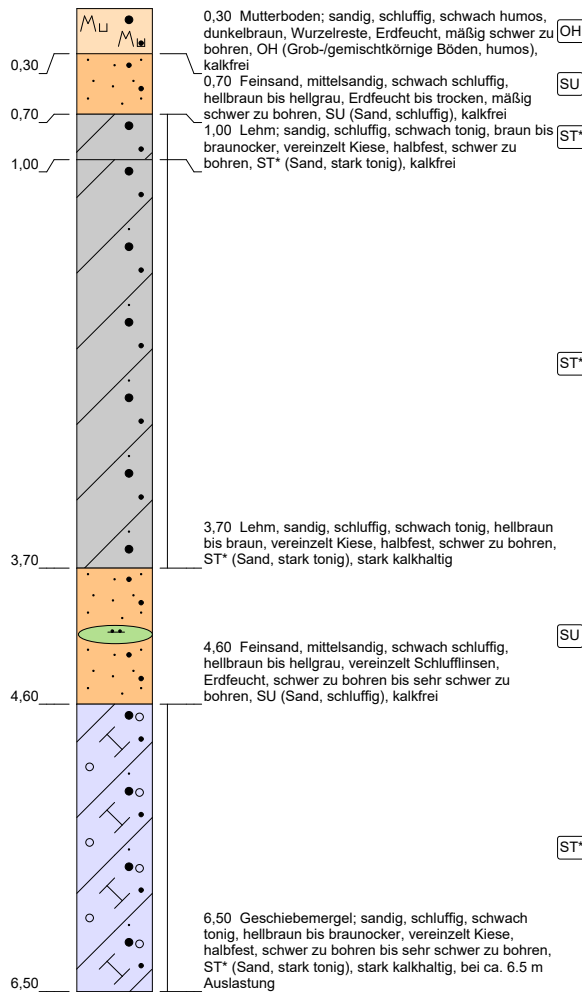 0,30 Mutterboden; sandig, schluffig, schwach humos,
dunkelbraun, Wurzelreste, Erdfeucht, mäßig schwer zu
bohren, OH (Grob-/gemischtkörnige Böden, humos),
kalkfrei
OH
0,30
0,70 Feinsand, mittelsandig, schwach schluffig,
hellbraun bis hellgrau, Erdfeucht bis trocken, mäßig
schwer zu bohren, SU (Sand, schluffig), kalkfrei
SU
0,70
1,00 Lehm; sandig, schluffig, schwach tonig, braun bis
braunocker, vereinzelt Kiese, halbfest, schwer zu
bohren, ST* (Sand, stark tonig), kalkfrei
ST*
1,00
ST*
3,70 Lehm, sandig, schluffig, schwach tonig, hellbraun
bis braun, vereinzelt Kiese, halbfest, schwer zu bohren,
ST* (Sand, stark tonig), stark kalkhaltig
3,70
SU
4,60 Feinsand, mittelsandig, schwach schluffig,
hellbraun bis hellgrau, vereinzelt Schlufflinsen,
Erdfeucht, schwer zu bohren bis sehr schwer zu
bohren, SU (Sand, schluffig), kalkfrei
4,60
ST*
6,50 Geschiebemergel; sandig, schluffig, schwach
tonig, hellbraun bis braunocker, vereinzelt Kiese,
halbfest, schwer zu bohren bis sehr schwer zu bohren,
ST* (Sand, stark tonig), stark kalkhaltig, bei ca. 6.5 m
Auslastung
6,50